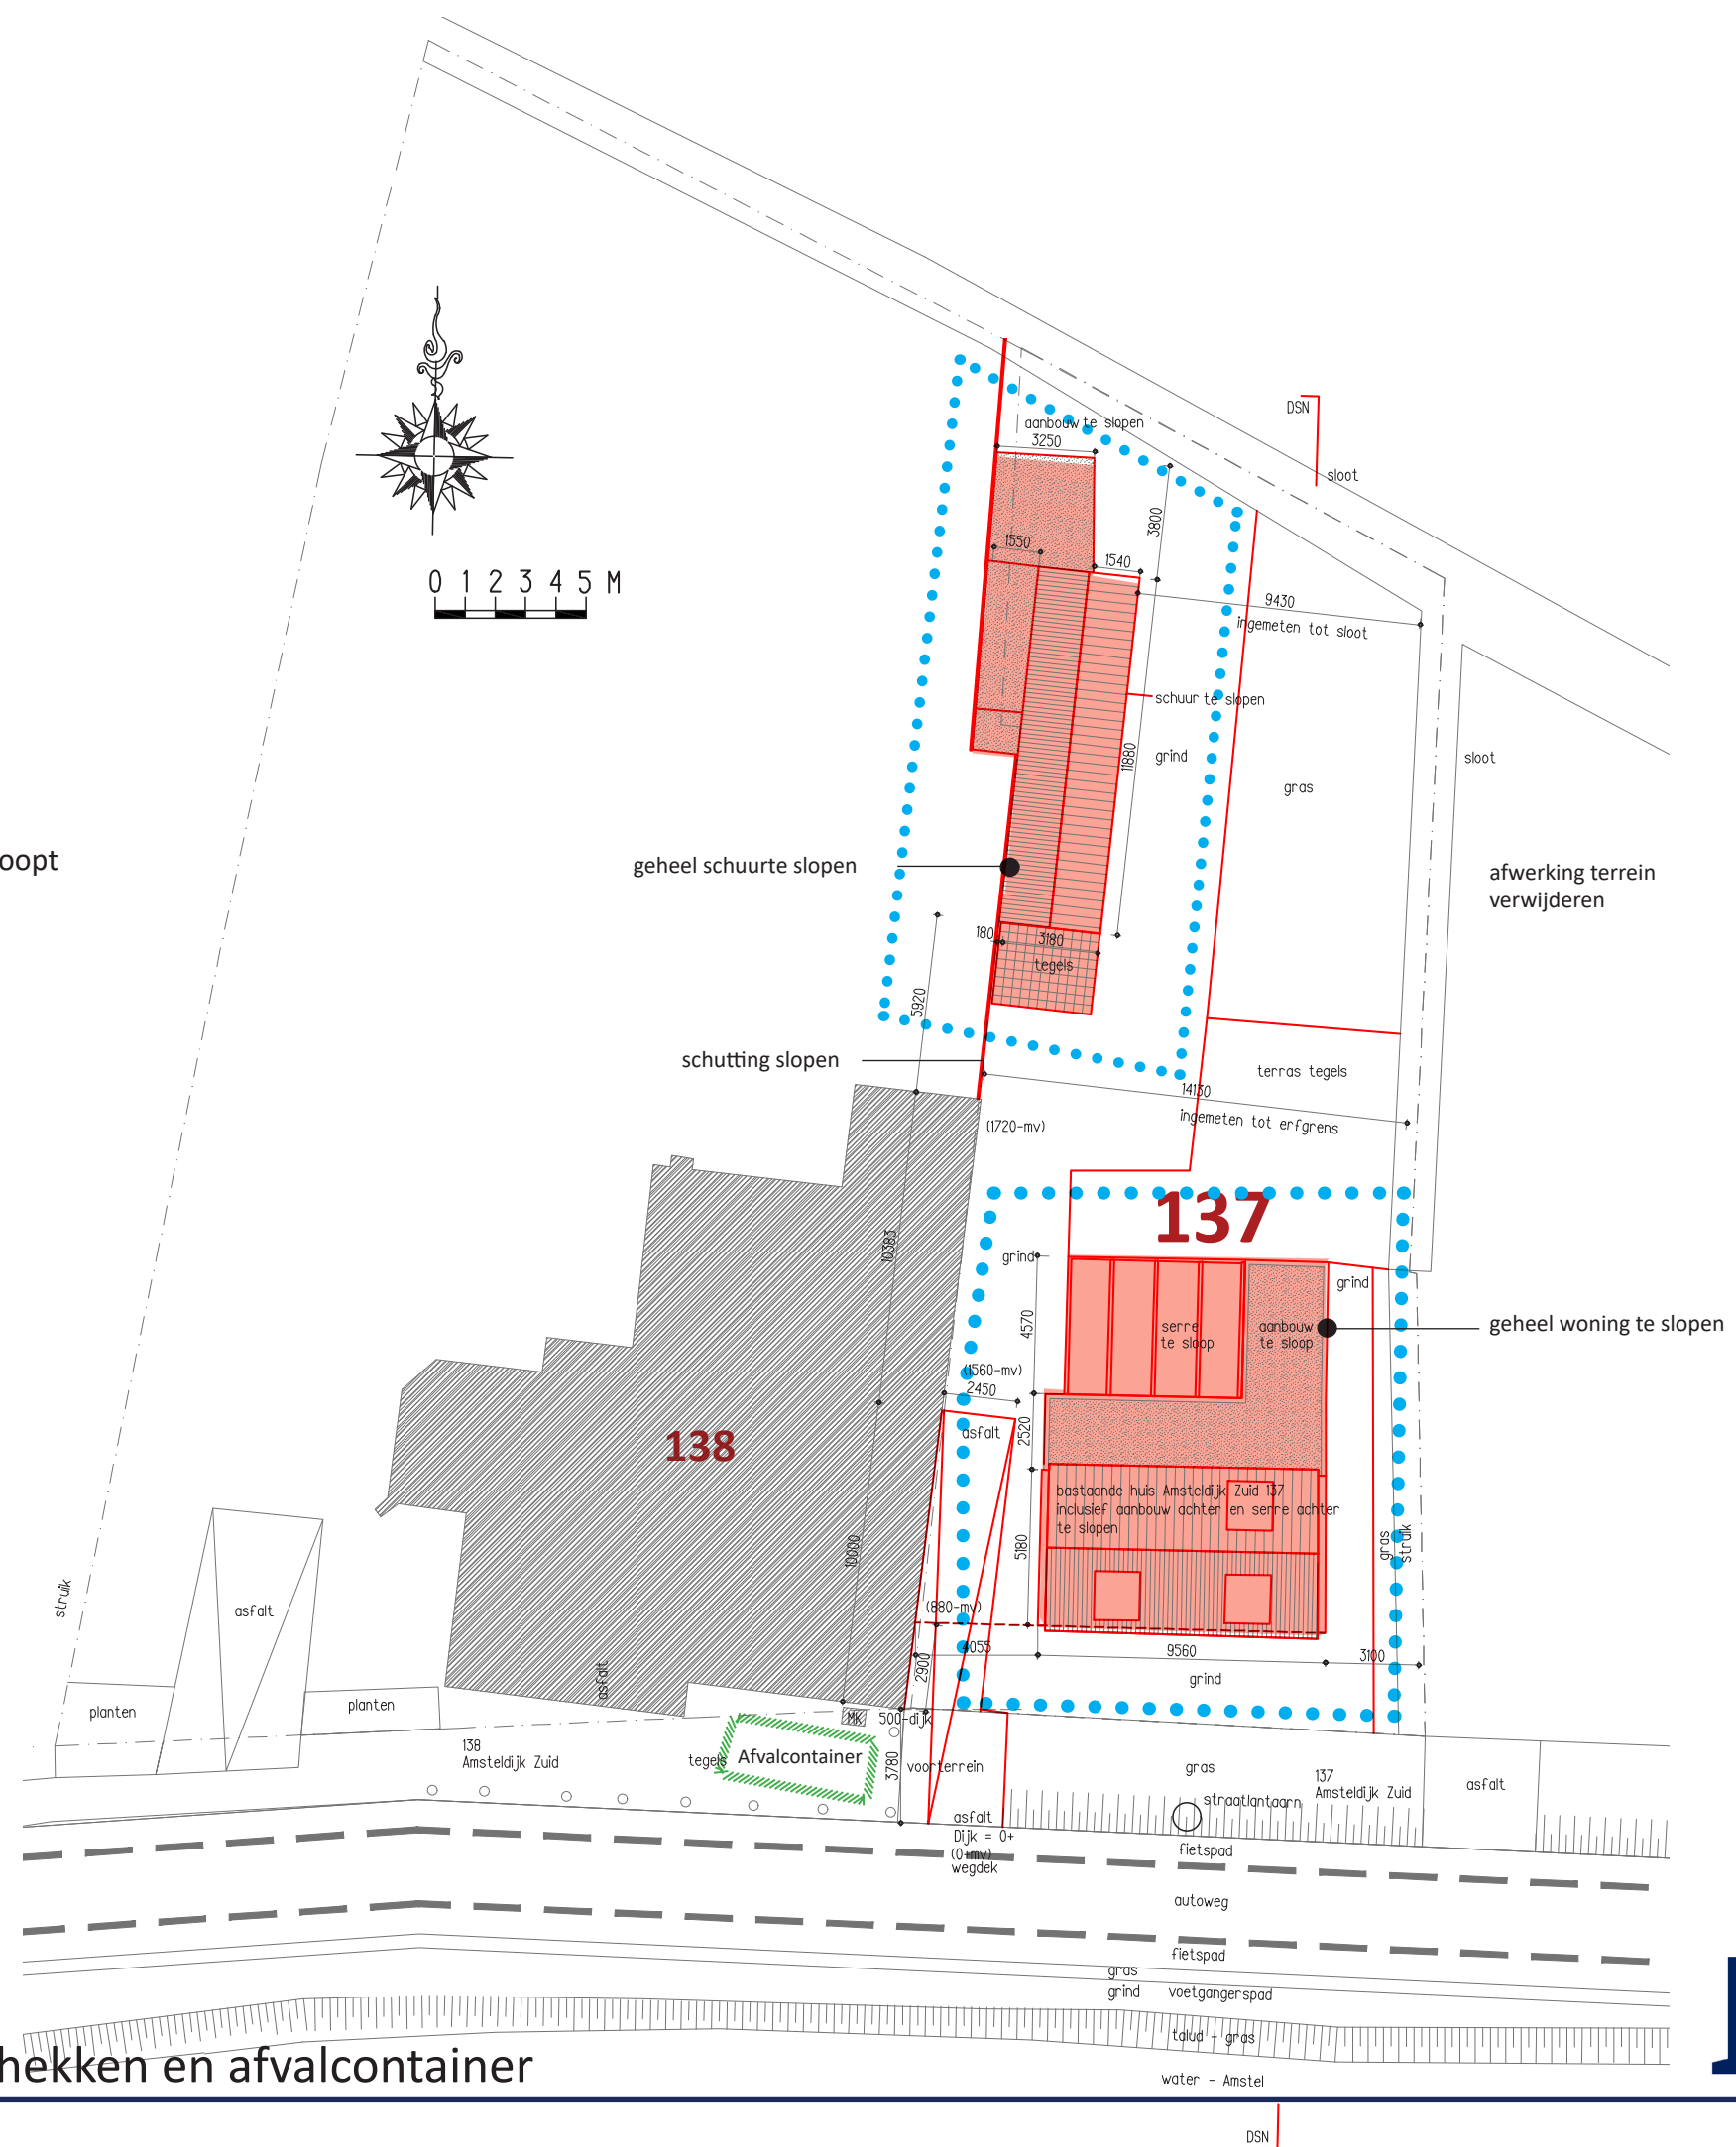 DSN
sloot
aanbouw te slopen
3250
3800
1550
1540
9430
ingemeten tot sloot
0 1 2 3 4 5 M
schuur te slopen
11880
grind
gras
sloot
oopt
geheel schuurte slopen
afwerking terrein
verwijderen
180
3180
tegels
5920
schutting slopen
terras tegels
14130
ingemeten tot erfgrens
(1720-mv)
137
10383
grind
grind
4570
serre
te sloop
aanbouw
te sloop
geheel woning te slopen
(1560-mv)
2450
asfalt
2520
138
bastaande huis Amsteldijk Zuid 137
inclusief aanbouw achter en serre achter
te slopen
5180
10000
gras
struik
struik
asfalt
(880-mv)
4055
9560
3100
2900
grind
asfalt
planten
planten
MK
500-dijk
138
Amsteldijk Zuid
tegels
Afvalcontainer
3780
voorterrein
gras
137
Amsteldijk Zuid
asfalt
straatlantaarn
asfalt
Dijk = 0+
(0+mv)
wegdek
fietspad
autoweg
fietspad
gras
grind
voetgangerspad
talud - gras
hekken en afvalcontainer
water - Amstel
DSN